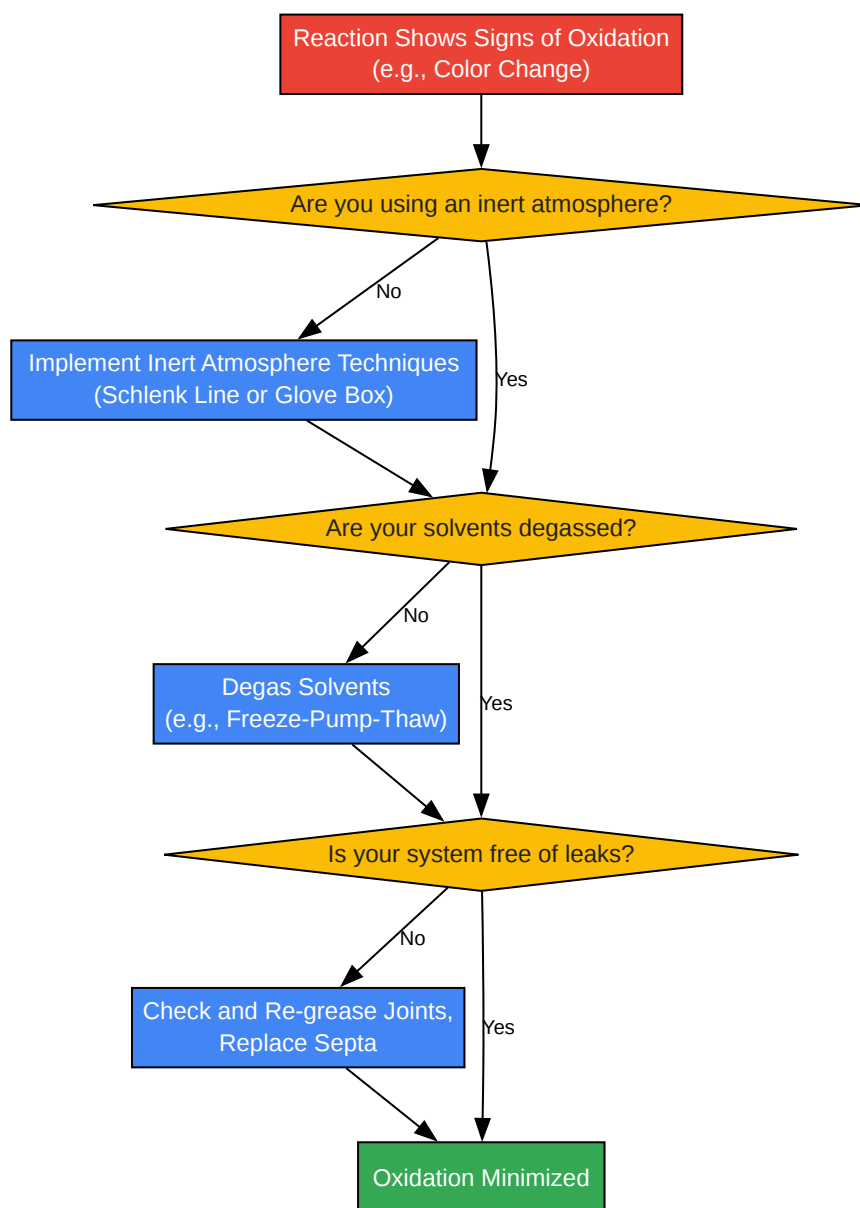 Reaction Shows Signs of Oxidation
(e.g., Color Change)
Are you using an inert atmosphere?
No
Implement Inert Atmosphere Techniques
(Schlenk Line or Glove Box)
Yes
Are your solvents degassed?
No
Degas Solvents
(e.g., Freeze-Pump-Thaw)
Yes
Is your system free of leaks?
No
Check and Re-grease Joints,
Replace Septa
Yes
Oxidation Minimized